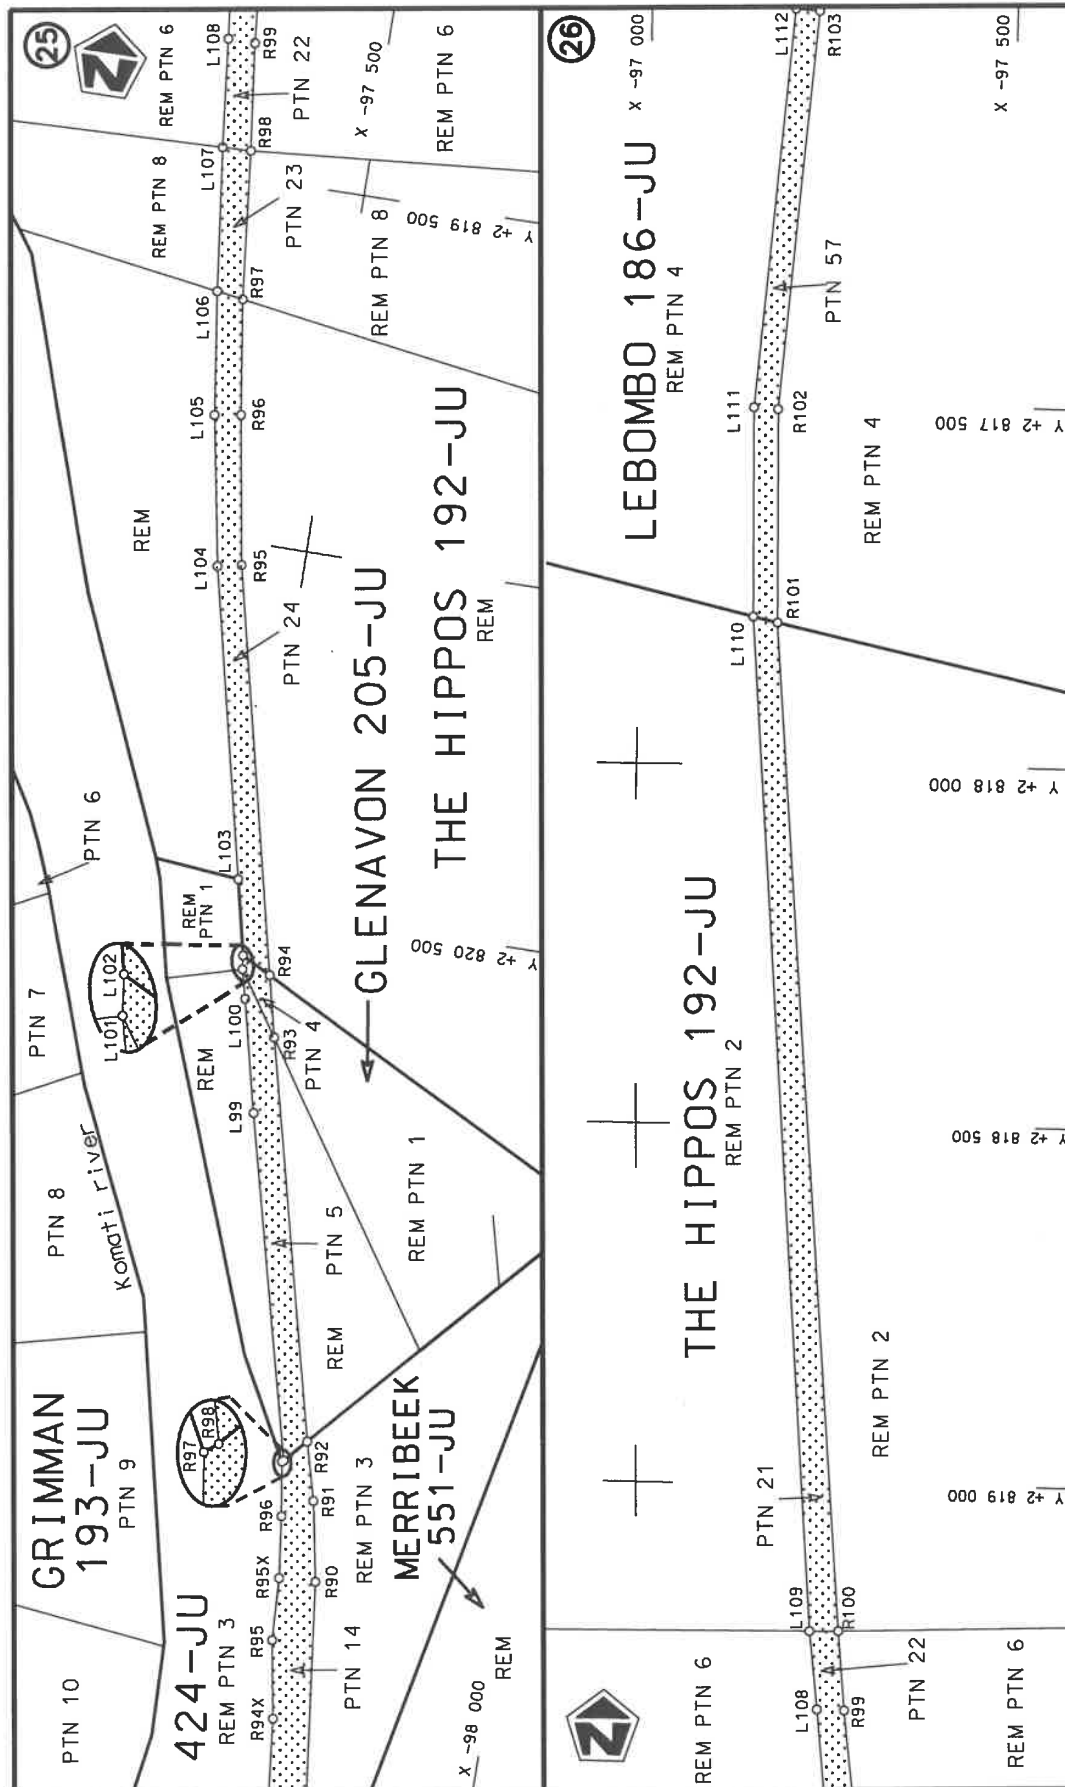 25
N
GRIMMAN
193-JU
PTN 9
PTN 10
PTN 8
PTN 7
PTN 6
Komati river
424-JU
REM PTN 3
R94X
R95
R95X
R96
R97
R98
R90
R91
R92
PTN 14
REM PTN 3
MERRIBEEK
551-JU
REM
X -98 000
REM
PTN 5
REM PTN 1
L99
L100
REM
L101
L102
REM
PTN 1
L103
R93
PTN 4
R94
GLENAVON 205-JU
THE HIPPOS 192-JU
REM
Y +2 820 500
PTN 24
REM
L104
R95
L105
R96
L106
R97
REM PTN 8
PTN 23
REM PTN 8
Y +2 819 500
L107
R98
REM PTN 6
L108
R99
PTN 22
X -97 500
REM PTN 6
26
N
REM PTN 6
L108
R99
PTN 22
REM PTN 6
L109
R100
PTN 21
REM PTN 2
THE HIPPOS 192-JU
REM PTN 2
Y +2 819 000
Y +2 818 500
Y +2 818 000
L110
R101
LEBOMBO 186-JU
REM PTN 4
L111
R102
REM PTN 4
Y +2 817 500
PTN 57
L112
R103
X -97 000
X -97 500